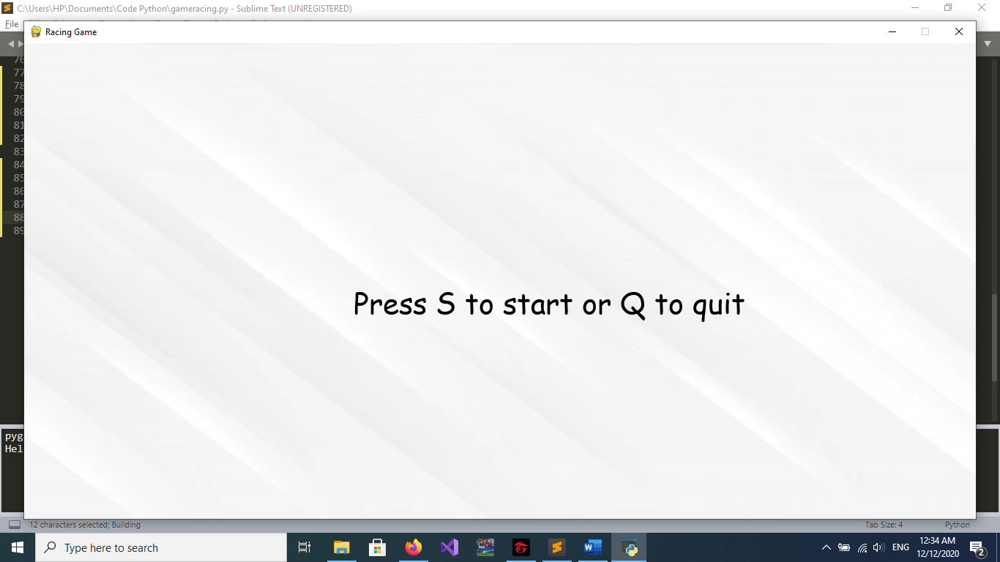 C:\Users\HP\Documents\Code Python\gameracing.py - Sublime Text (UNREGISTERED)
File
Racing Game
76
77
78
79
80
81
82
83
84
85
86
87
88
89
Press S to start or Q to quit
pyg
Hel
12 characters selected; Building
Tab Size: 4
Python
Type here to search
ENG
12:34 AM
12/12/2020
2